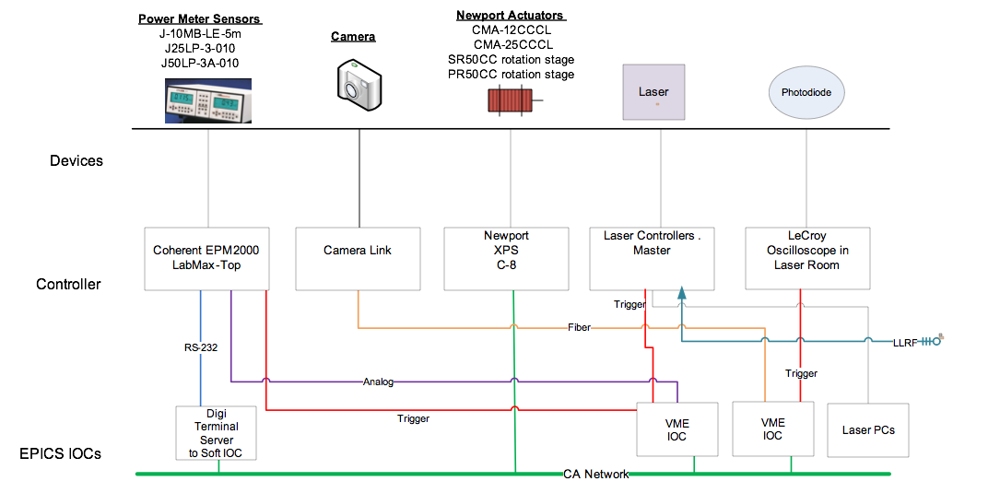 Power Meter Sensors
J-10MB-LE-5m
J25LP-3-010
J50LP-3A-010
Camera
Newport Actuators
CMA-12CCCL
CMA-25CCCL
SR50CC rotation stage
PR50CC rotation stage
Laser
Photodiode
Devices
Coherent EPM2000
LabMax-Top
Camera Link
Newport
XPS
C-8
Laser Controllers .
Master
LeCroy
Oscilloscope in
Laser Room
Controller
Trigger
Fiber
LLRF
RS-232
Trigger
Analog
Trigger
Digi
Terminal
Server
to Soft IOC
VME
IOC
VME
IOC
Laser PCs
EPICS IOCs
CA Network